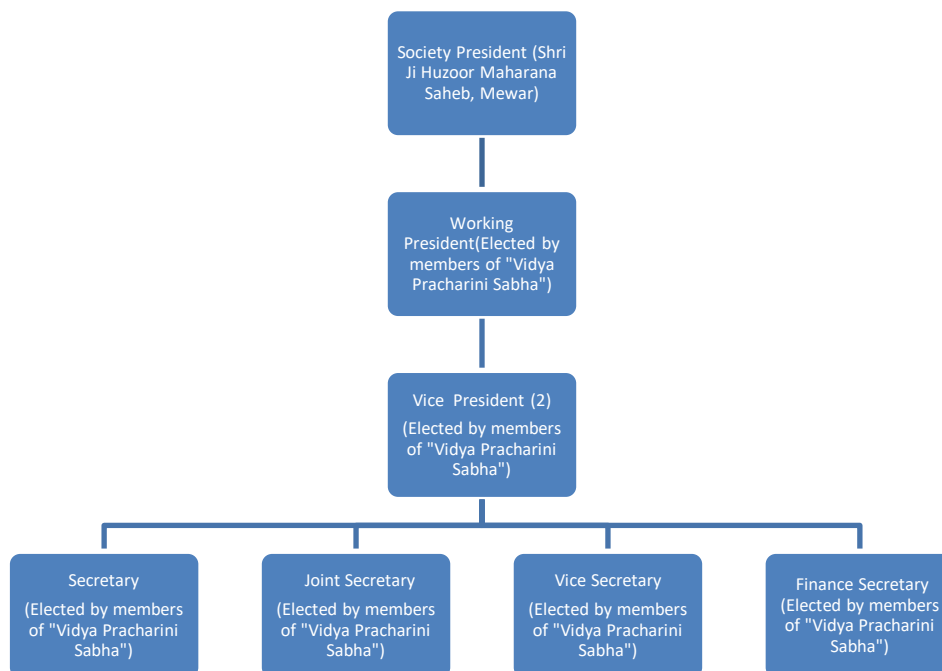 Society President (Shri
Ji Huzoor Maharana
Saheb, Mewar)
Working
President(Elected by
members of "Vidya
Pracharini Sabha")
Vice President (2)
(Elected by members
of "Vidya Pracharini
Sabha")
Secretary
(Elected by members
of "Vidya Pracharini
Sabha")
Joint Secretary
(Elected by members
of "Vidya Pracharini
Sabha")
Vice Secretary
(Elected by members
of "Vidya Pracharini
Sabha")
Finance Secretary
(Elected by members
of "Vidya Pracharini
Sabha")